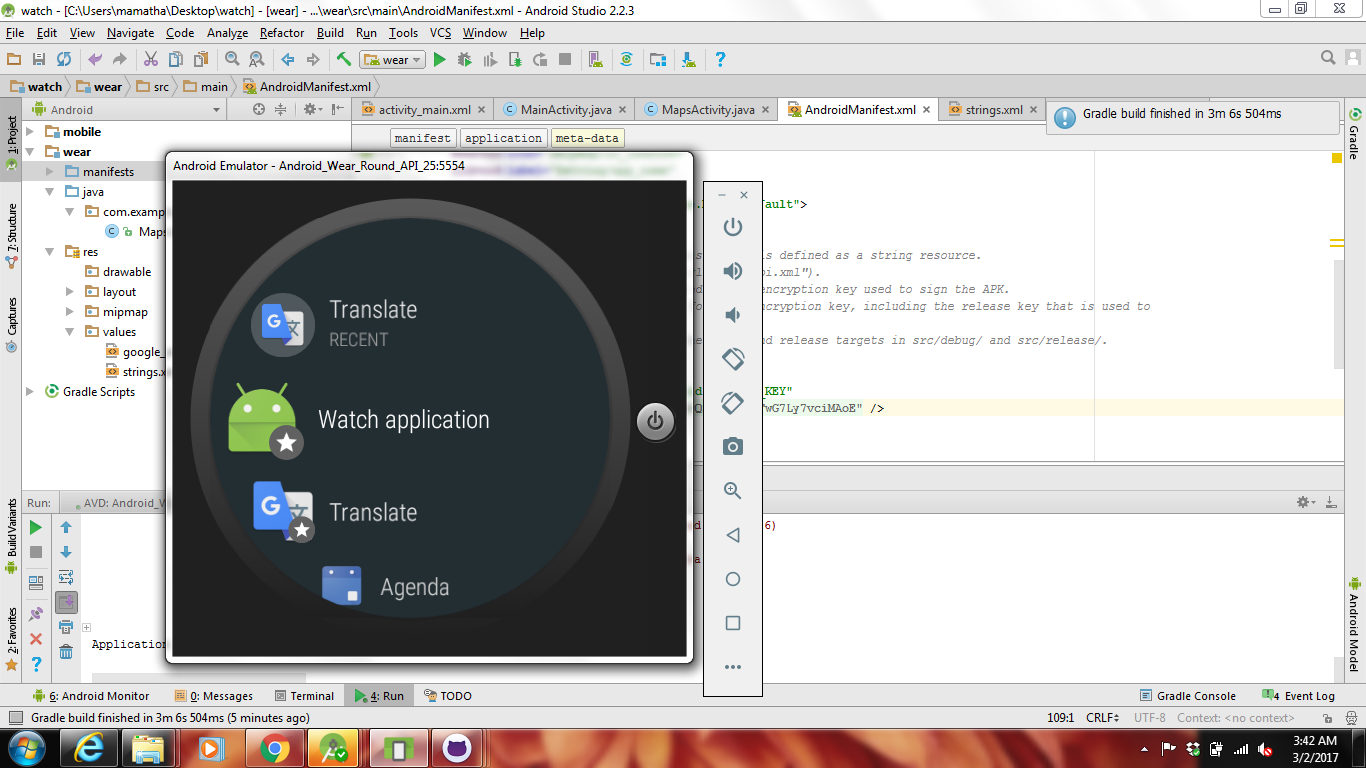 watch - [C:\Users\mamatha\Desktop\watch] - [wear] - ...\wear\src\main\AndroidManifest.xml - Android Studio 2.2.3
File Edit View Navigate Code Analyze Refactor Build Run Tools VCS Window Help
wear
watch wear src main AndroidManifest.xml
1: Project
7: Structure
Captures
Build Variants
2: Favorites
Android
activity_main.xml MainActivity.java MapsActivity.java AndroidManifest.xml strings.xml
Gradle build finished in 3m 6s 504ms
Gradle
Android Model
mobile
wear
manifests
java
com.examp
Maps
res
drawable
layout
mipmap
values
google_
strings.x
Gradle Scripts
manifest application meta-data
ault">
s defined as a string resource.
i.xml").
ncryption key used to sign the APK.
cryption key, including the release key that is used to
nd release targets in src/debug/ and src/release/.
KEY"
wG7Ly7vciMAoE" />
Android Emulator - Android_Wear_Round_API_25:5554
Translate
RECENT
Watch application
Translate
Agenda
Run: AVD: Android_W
6)
Application
6: Android Monitor 0: Messages Terminal 4: Run TODO Gradle Console 4 Event Log
Gradle build finished in 3m 6s 504ms (5 minutes ago) 109:1 CRLF UTF-8 Context: <no context>
3:42 AM
3/2/2017